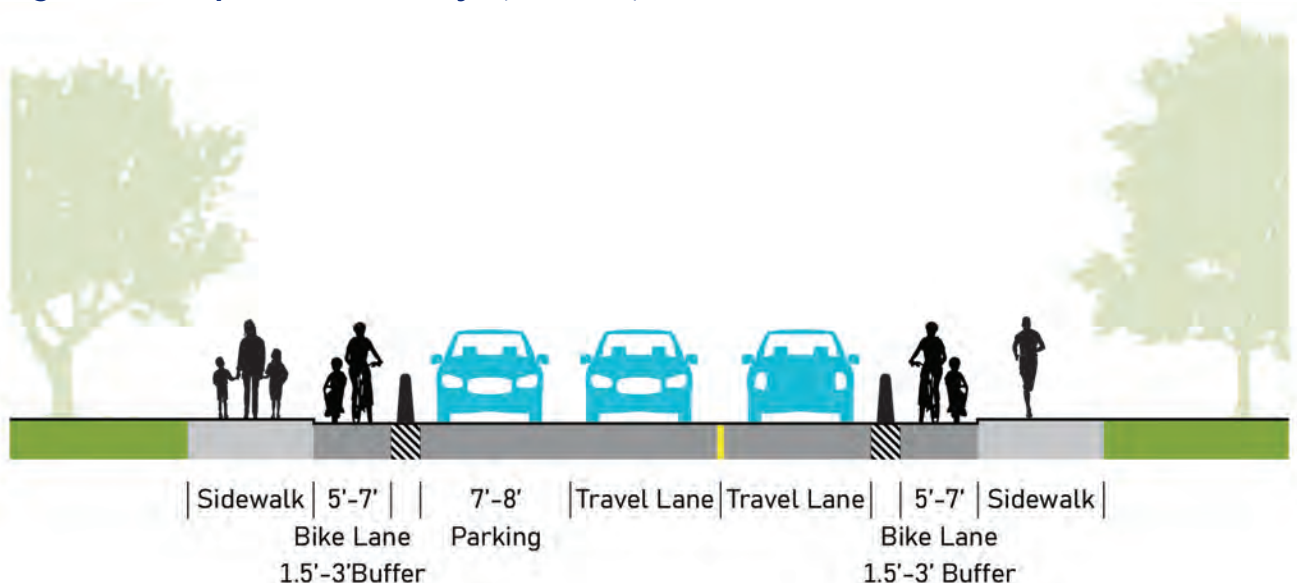 |Sidewalk| 5'-7' | | 7'-8' |Travel Lane|Travel Lane| | 5'-7' |Sidewalk|
Bike Lane Parking Bike Lane
1.5'-3'Buffer 1.5'-3' Buffer